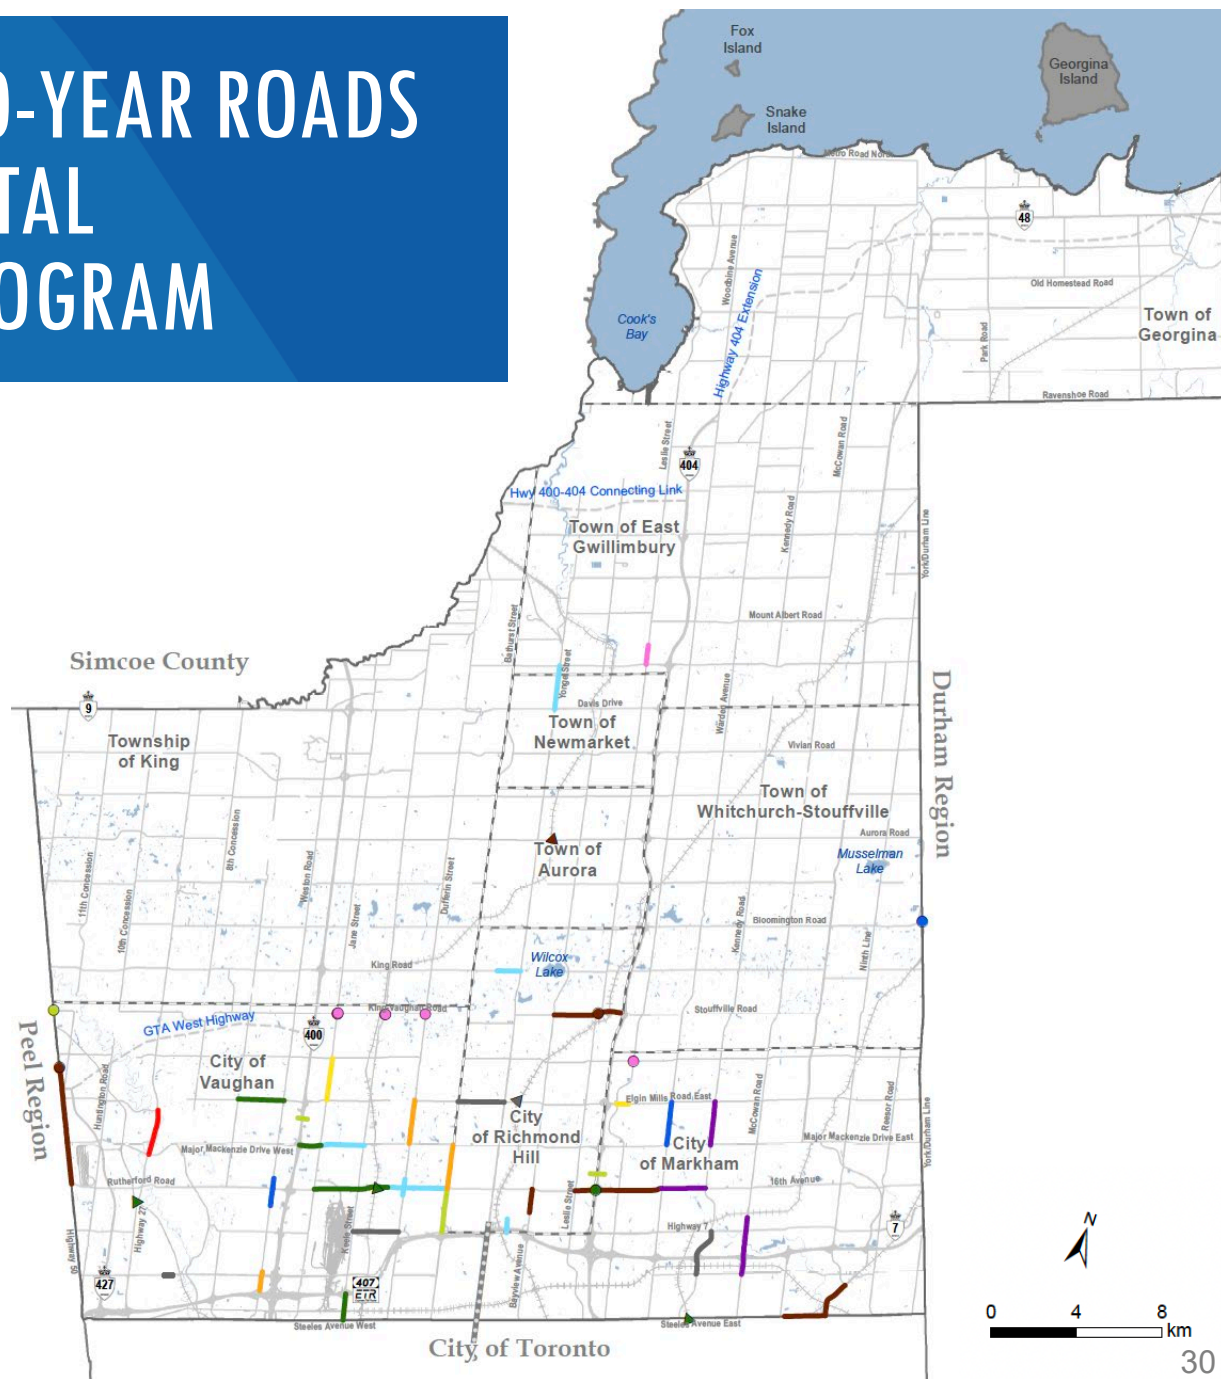 0-YEAR ROADS
TAL
OGRAM
Fox
Island
Georgina
Island
Snake
Island
Metro Road North
48
Woodbine Avenue
Highway 404 Extension
Old Homestead Road
Cook's
Bay
Town of
Georgina
Park Road
Ravenshoe Road
Leslie Street
McCowan Road
404
Hwy 400-404 Connecting Link
Kennedy Road
Town of East
Gwillimbury
York/Durham Line
Mount Albert Road
Bathurst Street
Simcoe County
Yonge Street
Davis Drive
Warden Avenue
Durham Region
9
Township
of King
Town of
Newmarket
Vivian Road
Town of
Whitchurch-Stouffville
8th Concession
Aurora Road
Town of
Aurora
Musselman
Lake
11th Concession
10th Concession
Weston Road
Jane Street
Dufferin Street
Kennedy Road
Bloomington Road
Ninth Line
King Road
Wilcox
Lake
King Vaughan Road
Stouffville Road
GTA West Highway
400
Peel Region
City of
Vaughan
Huntington Road
Elgin Mills Road East
McCowan Road
Reesor Road
York/Durham Line
City
of Richmond
Hill
Major Mackenzie Drive West
City
of Markham
Major Mackenzie Drive East
Rutherford Road
16th Avenue
Highway 27
Keele Street
Leslie Street
Highway 7
7
Highway 50
427
407
ETR
Bayview Avenue
N
Steeles Avenue West
Steeles Avenue East
City of Toronto
0 4 8
km
30